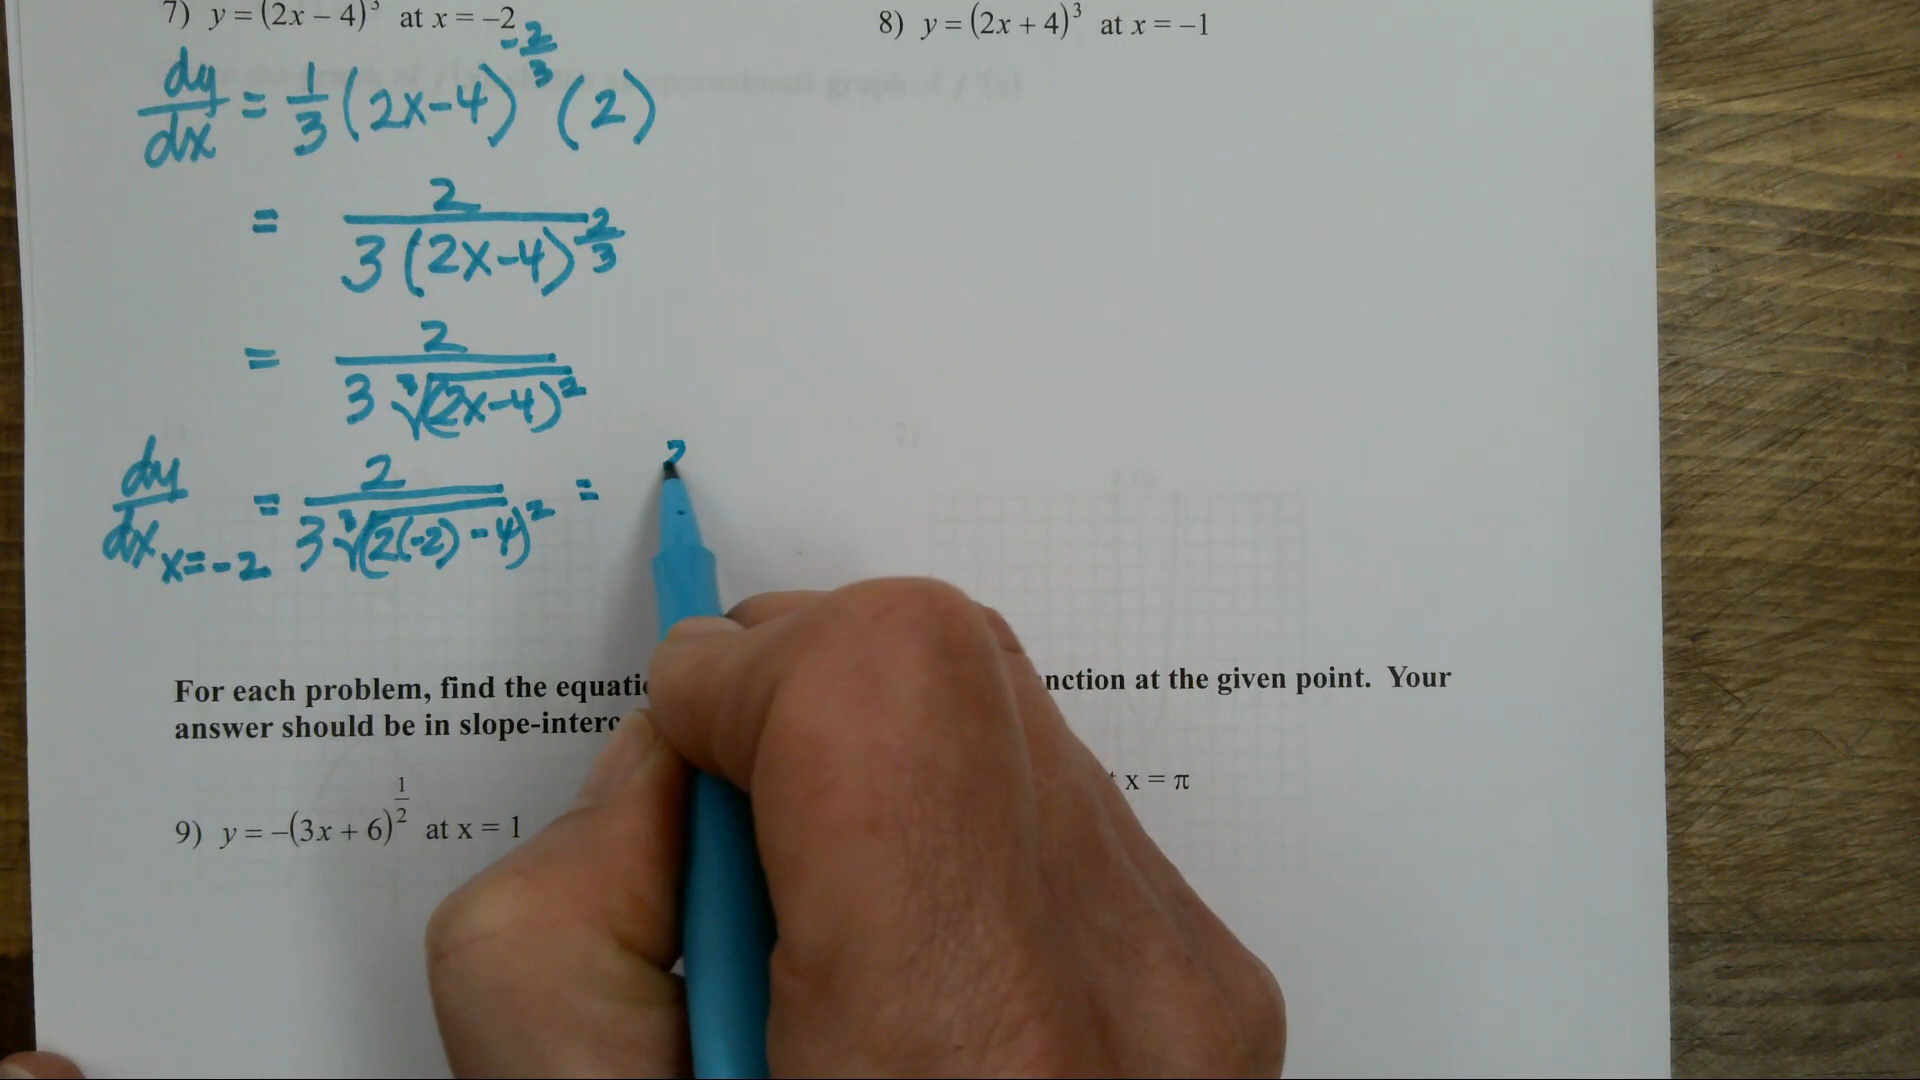 7) y = (2x – 4)^3 at x = –2
8) y = (2x + 4)^3 at x = –1
dy/dx = 1/3 (2x-4)^(-2/3) (2)
= 2 / (3 (2x-4)^(2/3))
= 2 / (3 ∛(2x-4)^2)
dy/dx x=-2 = 2 / (3 ∛(2(-2)-4)^2) = 2
For each problem, find the equati nction at the given point. Your
answer should be in slope-interc
9) y = –(3x + 6)^(1/2) at x = 1
x = π